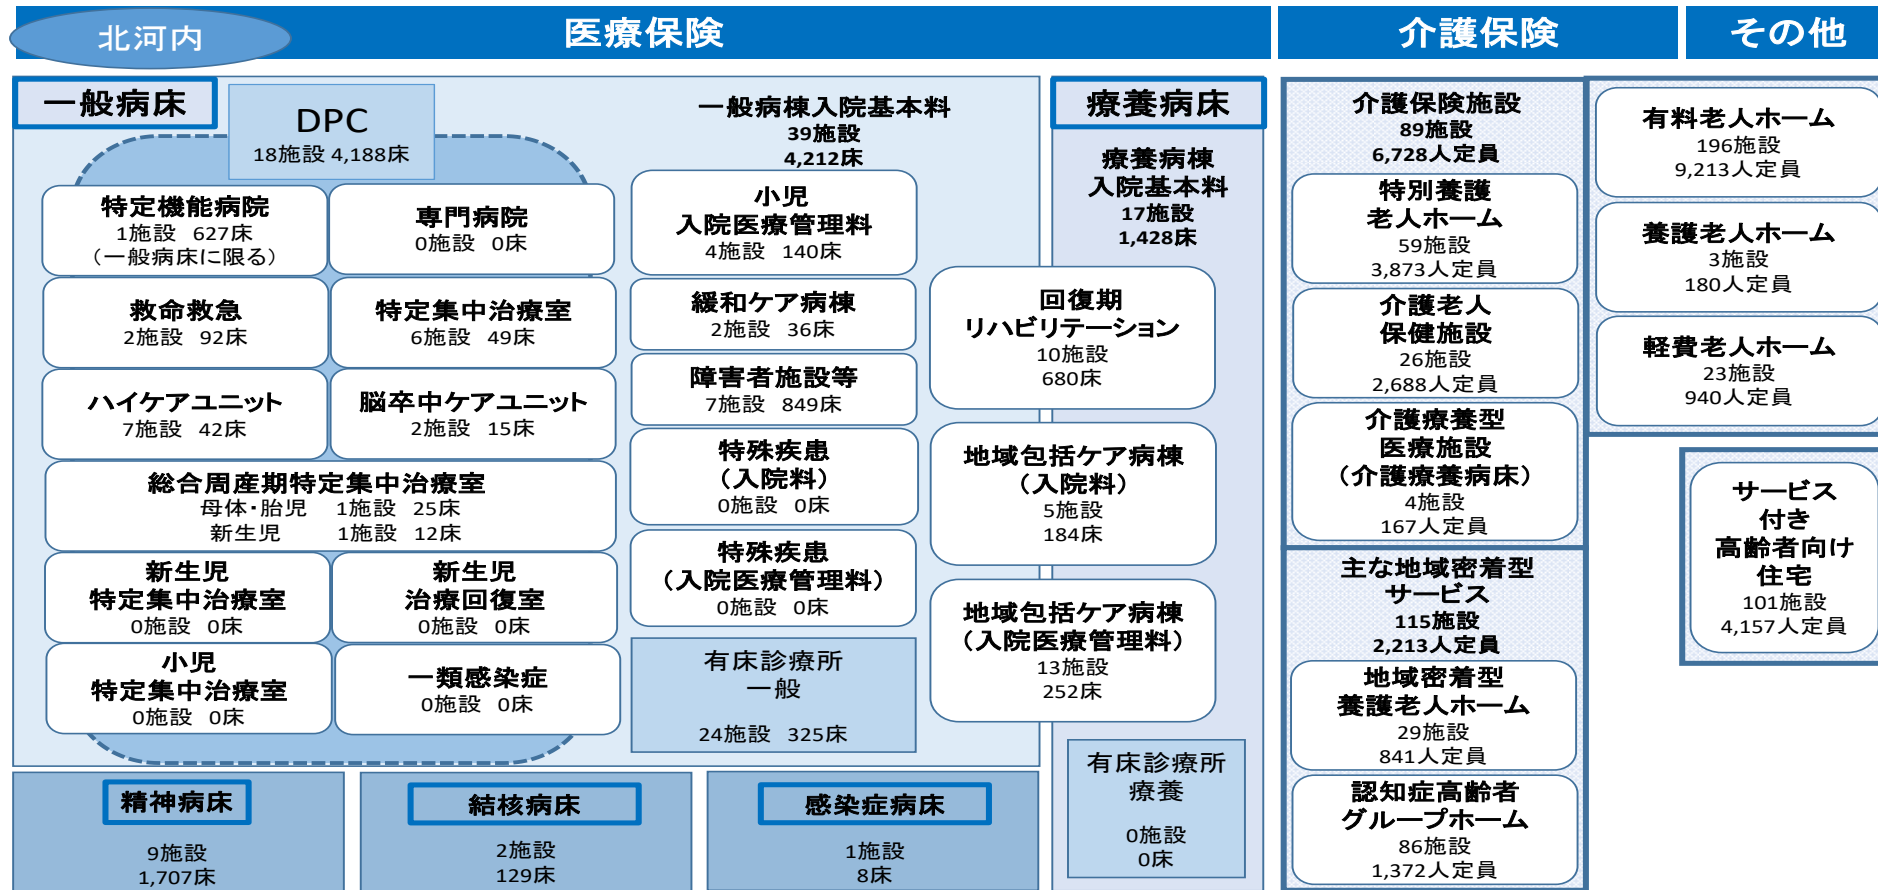 北河内
医療保険
介護保険
その他
一般病床
DPC
18施設 4,188床
一般病棟入院基本料
39施設
4,212床
特定機能病院
1施設 627床
(一般病床に限る)
専門病院
0施設 0床
救命救急
2施設 92床
特定集中治療室
6施設 49床
ハイケアユニット
7施設 42床
脳卒中ケアユニット
2施設 15床
総合周産期特定集中治療室
母体・胎児 1施設 25床
新生児 1施設 12床
新生児
特定集中治療室
0施設 0床
新生児
治療回復室
0施設 0床
小児
特定集中治療室
0施設 0床
一類感染症
0施設 0床
小児
入院医療管理料
4施設 140床
緩和ケア病棟
2施設 36床
障害者施設等
7施設 849床
特殊疾患
(入院料)
0施設 0床
特殊疾患
(入院医療管理料)
0施設 0床
有床診療所
一般
24施設 325床
療養病床
療養病棟
入院基本料
17施設
1,428床
回復期
リハビリテーション
10施設
680床
地域包括ケア病棟
(入院料)
5施設
184床
地域包括ケア病棟
(入院医療管理料)
13施設
252床
有床診療所
療養
0施設
0床
精神病床
9施設
1,707床
結核病床
2施設
129床
感染症病床
1施設
8床
介護保険施設
89施設
6,728人定員
特別養護
老人ホーム
59施設
3,873人定員
介護老人
保健施設
26施設
2,688人定員
介護療養型
医療施設
(介護療養病床)
4施設
167人定員
主な地域密着型
サービス
115施設
2,213人定員
地域密着型
養護老人ホーム
29施設
841人定員
認知症高齢者
グループホーム
86施設
1,372人定員
有料老人ホーム
196施設
9,213人定員
養護老人ホーム
3施設
180人定員
軽費老人ホーム
23施設
940人定員
サービス
付き
高齢者向け
住宅
101施設
4,157人定員